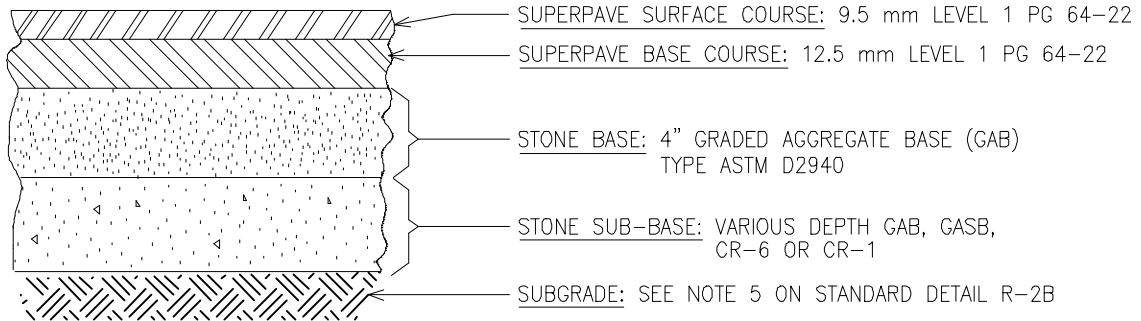 SUPERPAVE SURFACE COURSE: 9.5 mm LEVEL 1 PG 64-22
SUPERPAVE BASE COURSE: 12.5 mm LEVEL 1 PG 64-22
STONE BASE: 4" GRADED AGGREGATE BASE (GAB)
TYPE ASTM D2940
STONE SUB-BASE: VARIOUS DEPTH GAB, GASB,
CR-6 OR CR-1
SUBGRADE: SEE NOTE 5 ON STANDARD DETAIL R-2B